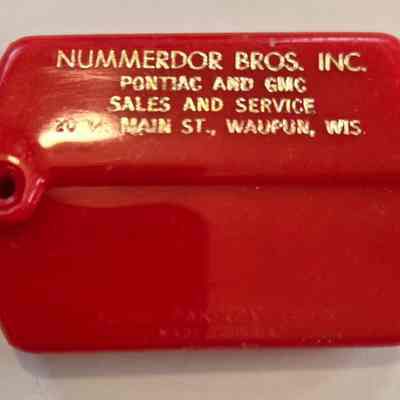 NUMMERDOR BROS. INC.
PONTIAC AND GMC
SALES AND SERVICE
MAIN ST., WAUPUN, WIS.